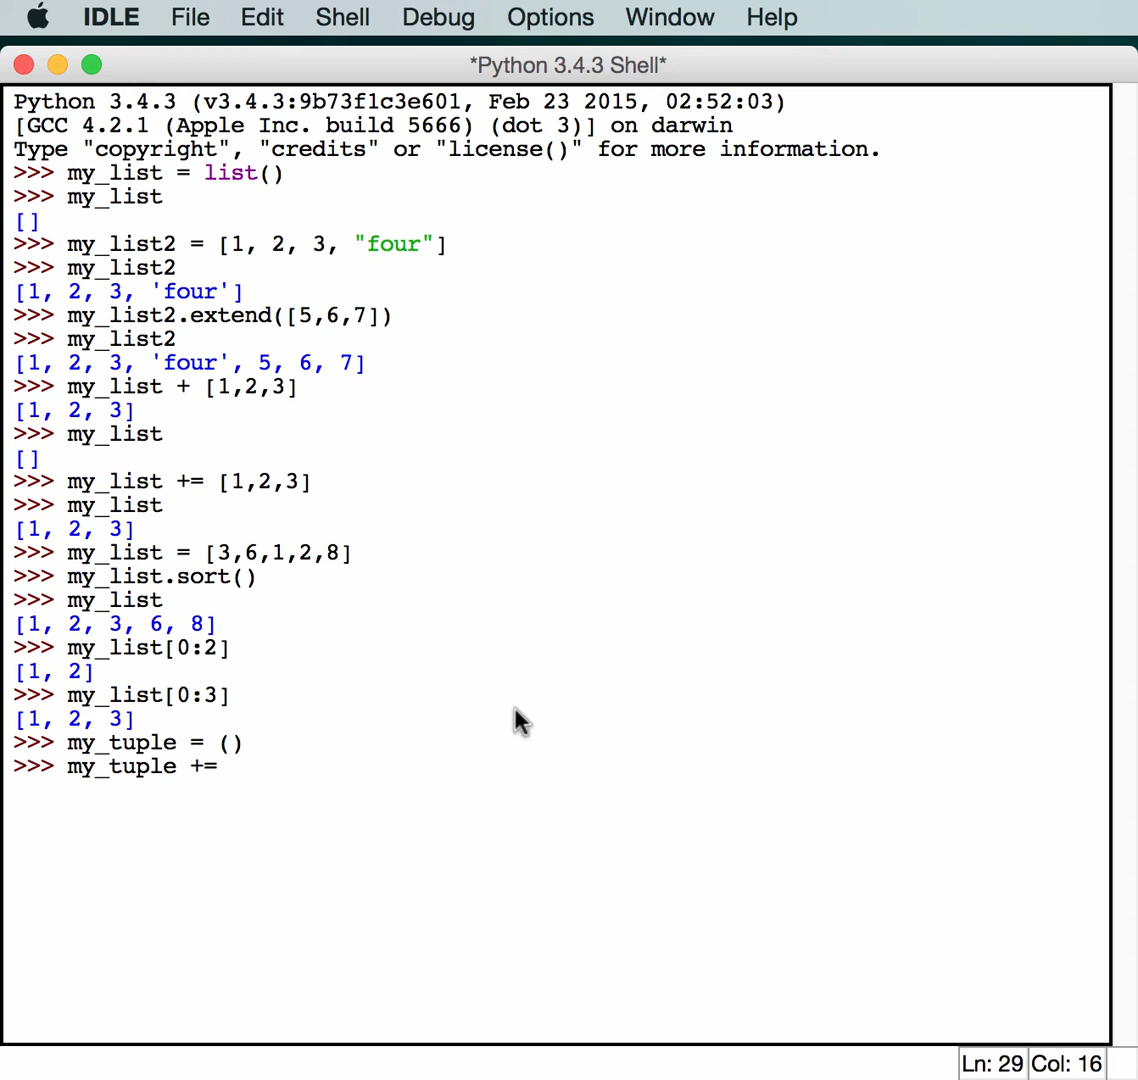 IDLE File Edit Shell Debug Options Window Help
*Python 3.4.3 Shell*
Python 3.4.3 (v3.4.3:9b73f1c3e601, Feb 23 2015, 02:52:03)
[GCC 4.2.1 (Apple Inc. build 5666) (dot 3)] on darwin
Type "copyright", "credits" or "license()" for more information.
>>> my_list = list()
>>> my_list
[]
>>> my_list2 = [1, 2, 3, "four"]
>>> my_list2
[1, 2, 3, 'four']
>>> my_list2.extend([5,6,7])
>>> my_list2
[1, 2, 3, 'four', 5, 6, 7]
>>> my_list + [1,2,3]
[1, 2, 3]
>>> my_list
[]
>>> my_list += [1,2,3]
>>> my_list
[1, 2, 3]
>>> my_list = [3,6,1,2,8]
>>> my_list.sort()
>>> my_list
[1, 2, 3, 6, 8]
>>> my_list[0:2]
[1, 2]
>>> my_list[0:3]
[1, 2, 3]
>>> my_tuple = ()
>>> my_tuple +=
Ln: 29 Col: 16